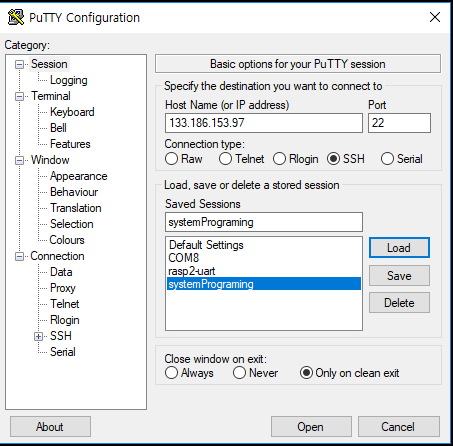 PuTTY Configuration
Category:
Session
Logging
Terminal
Keyboard
Bell
Features
Window
Appearance
Behaviour
Translation
Selection
Colours
Connection
Data
Proxy
Telnet
Rlogin
SSH
Serial
Basic options for your PuTTY session
Specify the destination you want to connect to
Host Name (or IP address) Port
133.186.153.97 22
Connection type:
Raw Telnet Rlogin SSH Serial
Load, save or delete a stored session
Saved Sessions
systemPrograming
Default Settings
COM8
rasp2-uart
systemPrograming
Load
Save
Delete
Close window on exit:
Always Never Only on clean exit
About Open Cancel